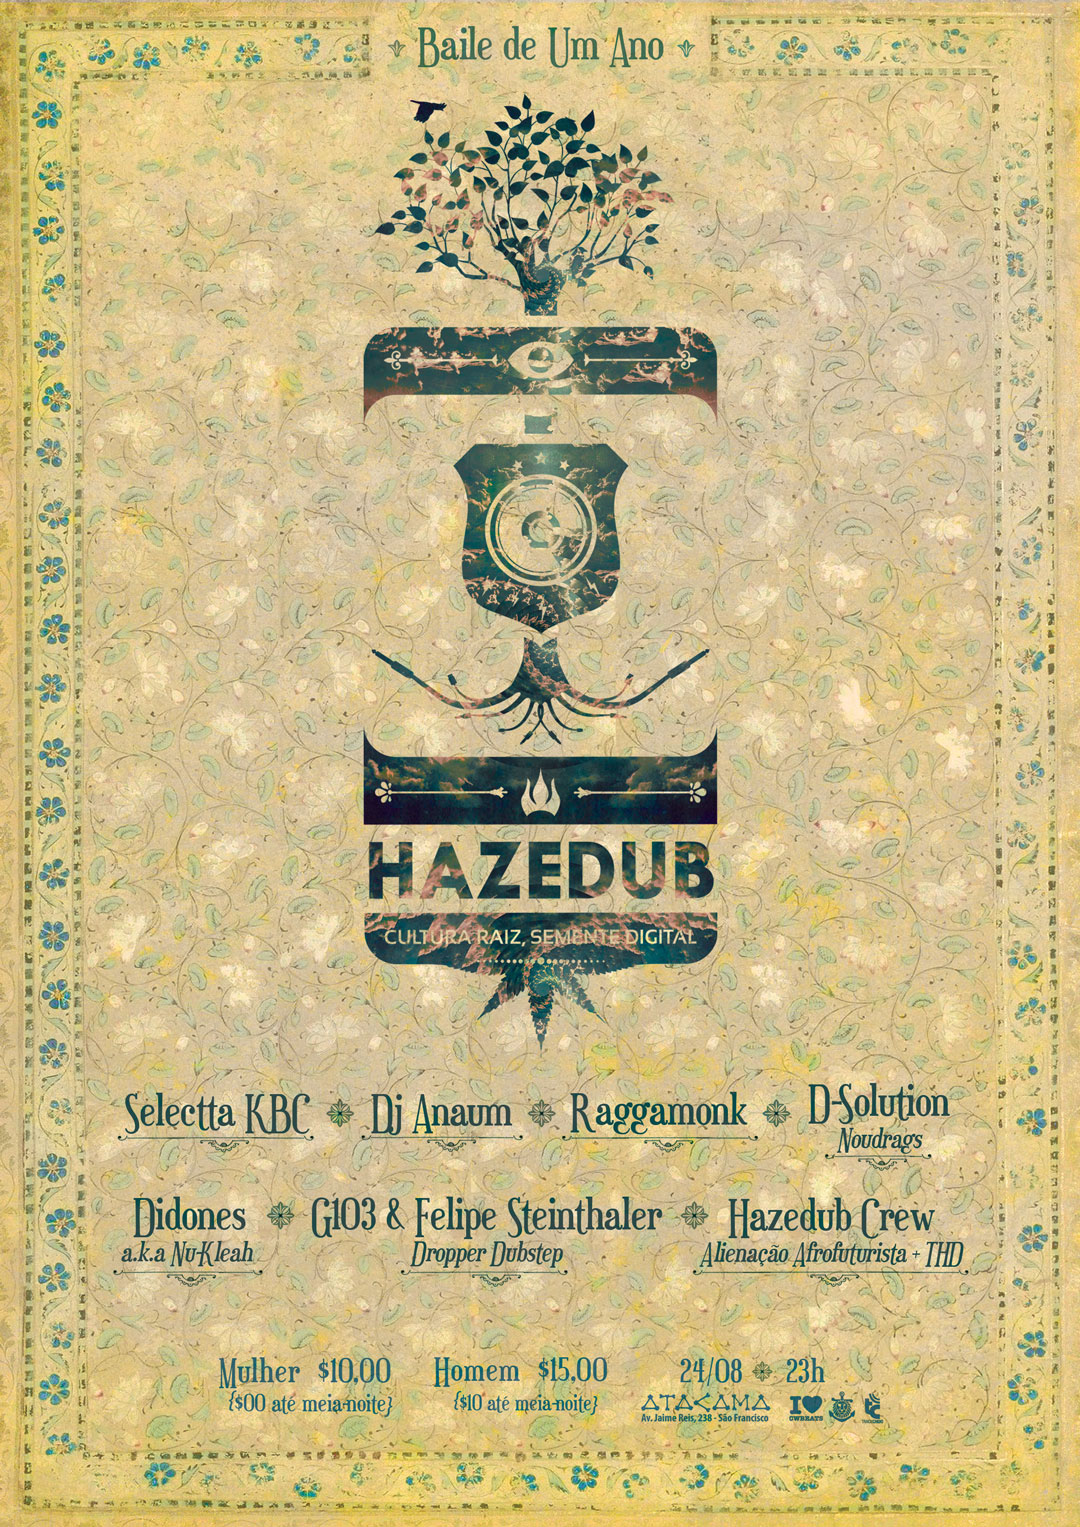 Baile de Um Ano
HAZEDUB
CULTURA RAIZ, SEMENTE DIGITAL
Selectta KBC Dj Anaum Raggamonk D-Solution
Noudrags
Didones G103 & Felipe Steinthaler Hazedub Crew
a.k.a Nu-Kleah Dropper Dubstep Alienação Afrofuturista + THD
Mulher $10,00 Homem $15,00 24/08 23h
{$00 até meia-noite} {$10 até meia-noite} ATACAMA I
Av. Jaime Reis, 238 - São Francisco OWBEATS